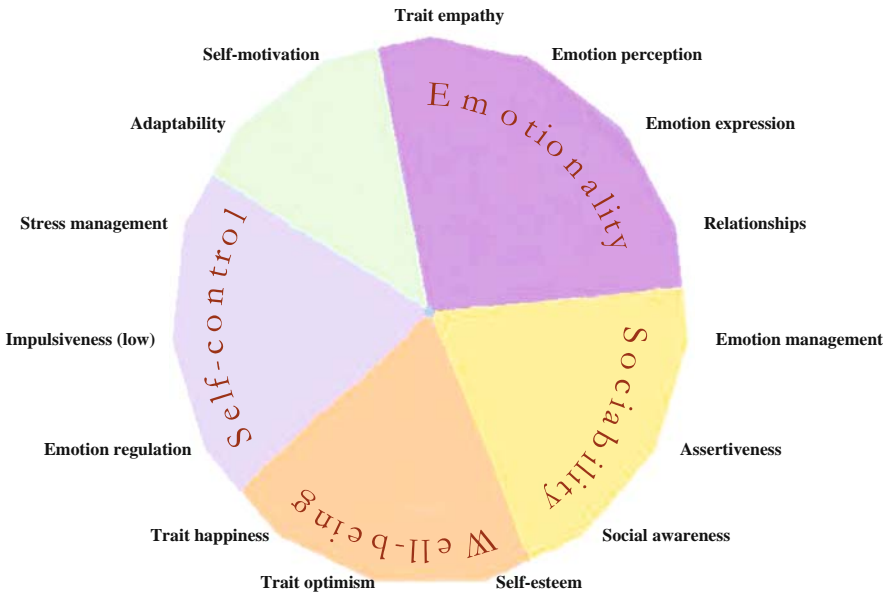 Trait empathy
Emotion perception
Emotion expression
Relationships
Emotion management
Assertiveness
Social awareness
Self-esteem
Trait optimism
Trait happiness
Emotion regulation
Impulsiveness (low)
Stress management
Adaptability
Self-motivation
Emotionality
Sociability
Well-being
Self-control